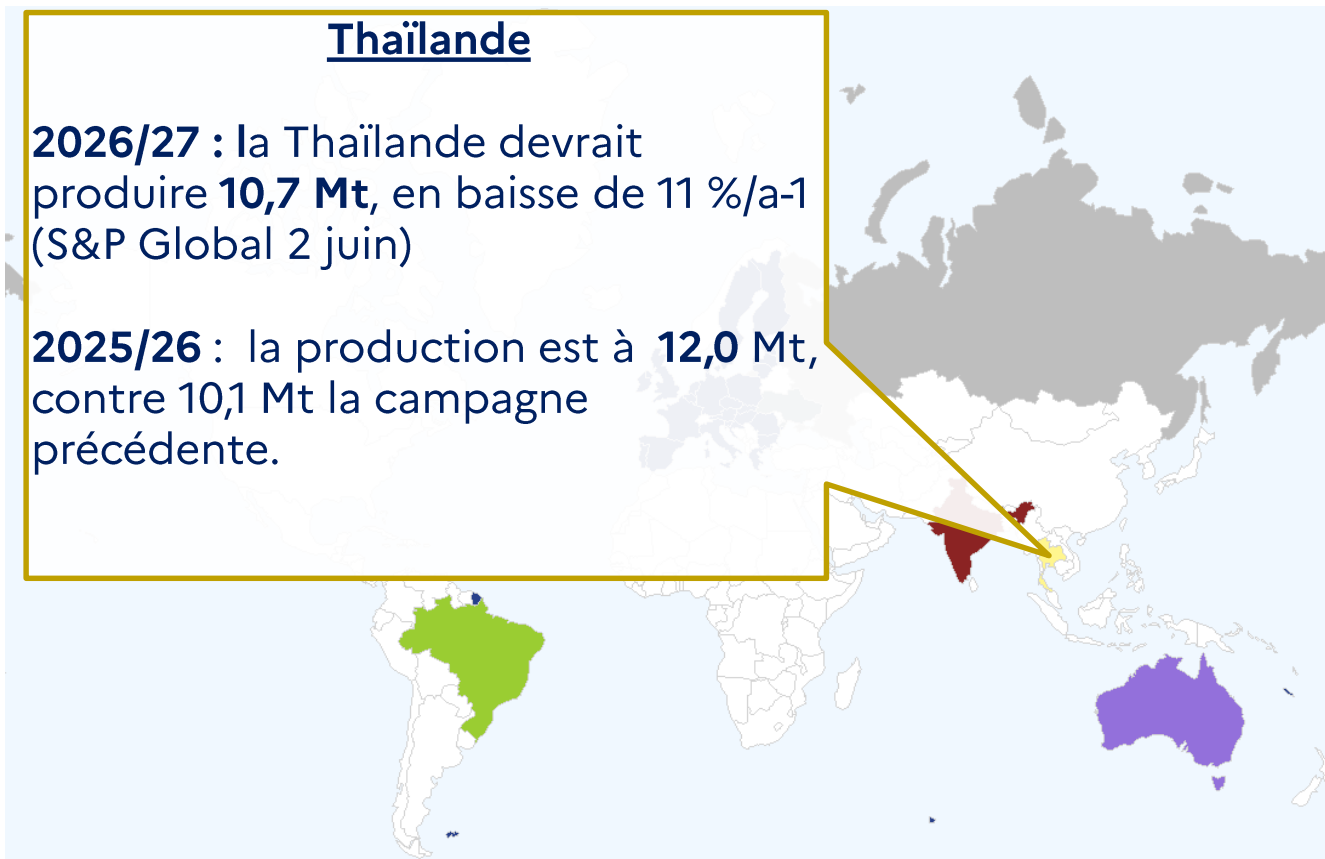 Thaïlande
2026/27 : la Thaïlande devrait
produire 10,7 Mt, en baisse de 11 %/a-1
(S&P Global 2 juin)
2025/26 :  la production est à  12,0 Mt,
contre 10,1 Mt la campagne
précédente.